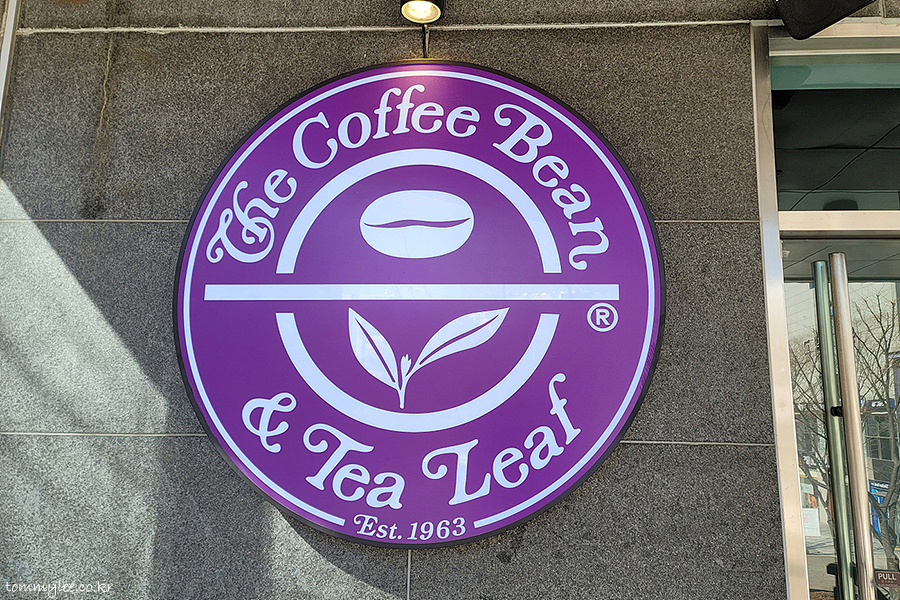 The Coffee Bean
®
& Tea Leaf
Est. 1963
PULL
tommylee.co.kr